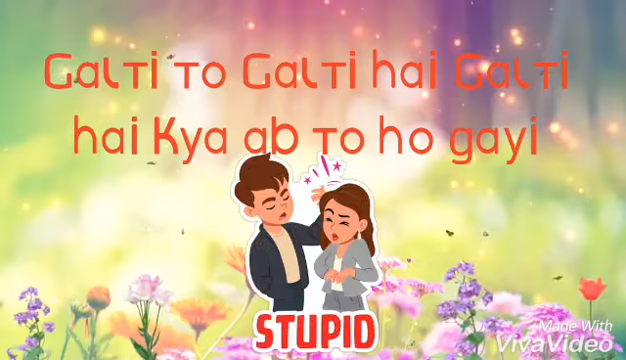 Galti to Galti hai Galti
hai Kya ab to ho gayi
STUPID
Made With
VivaVideo